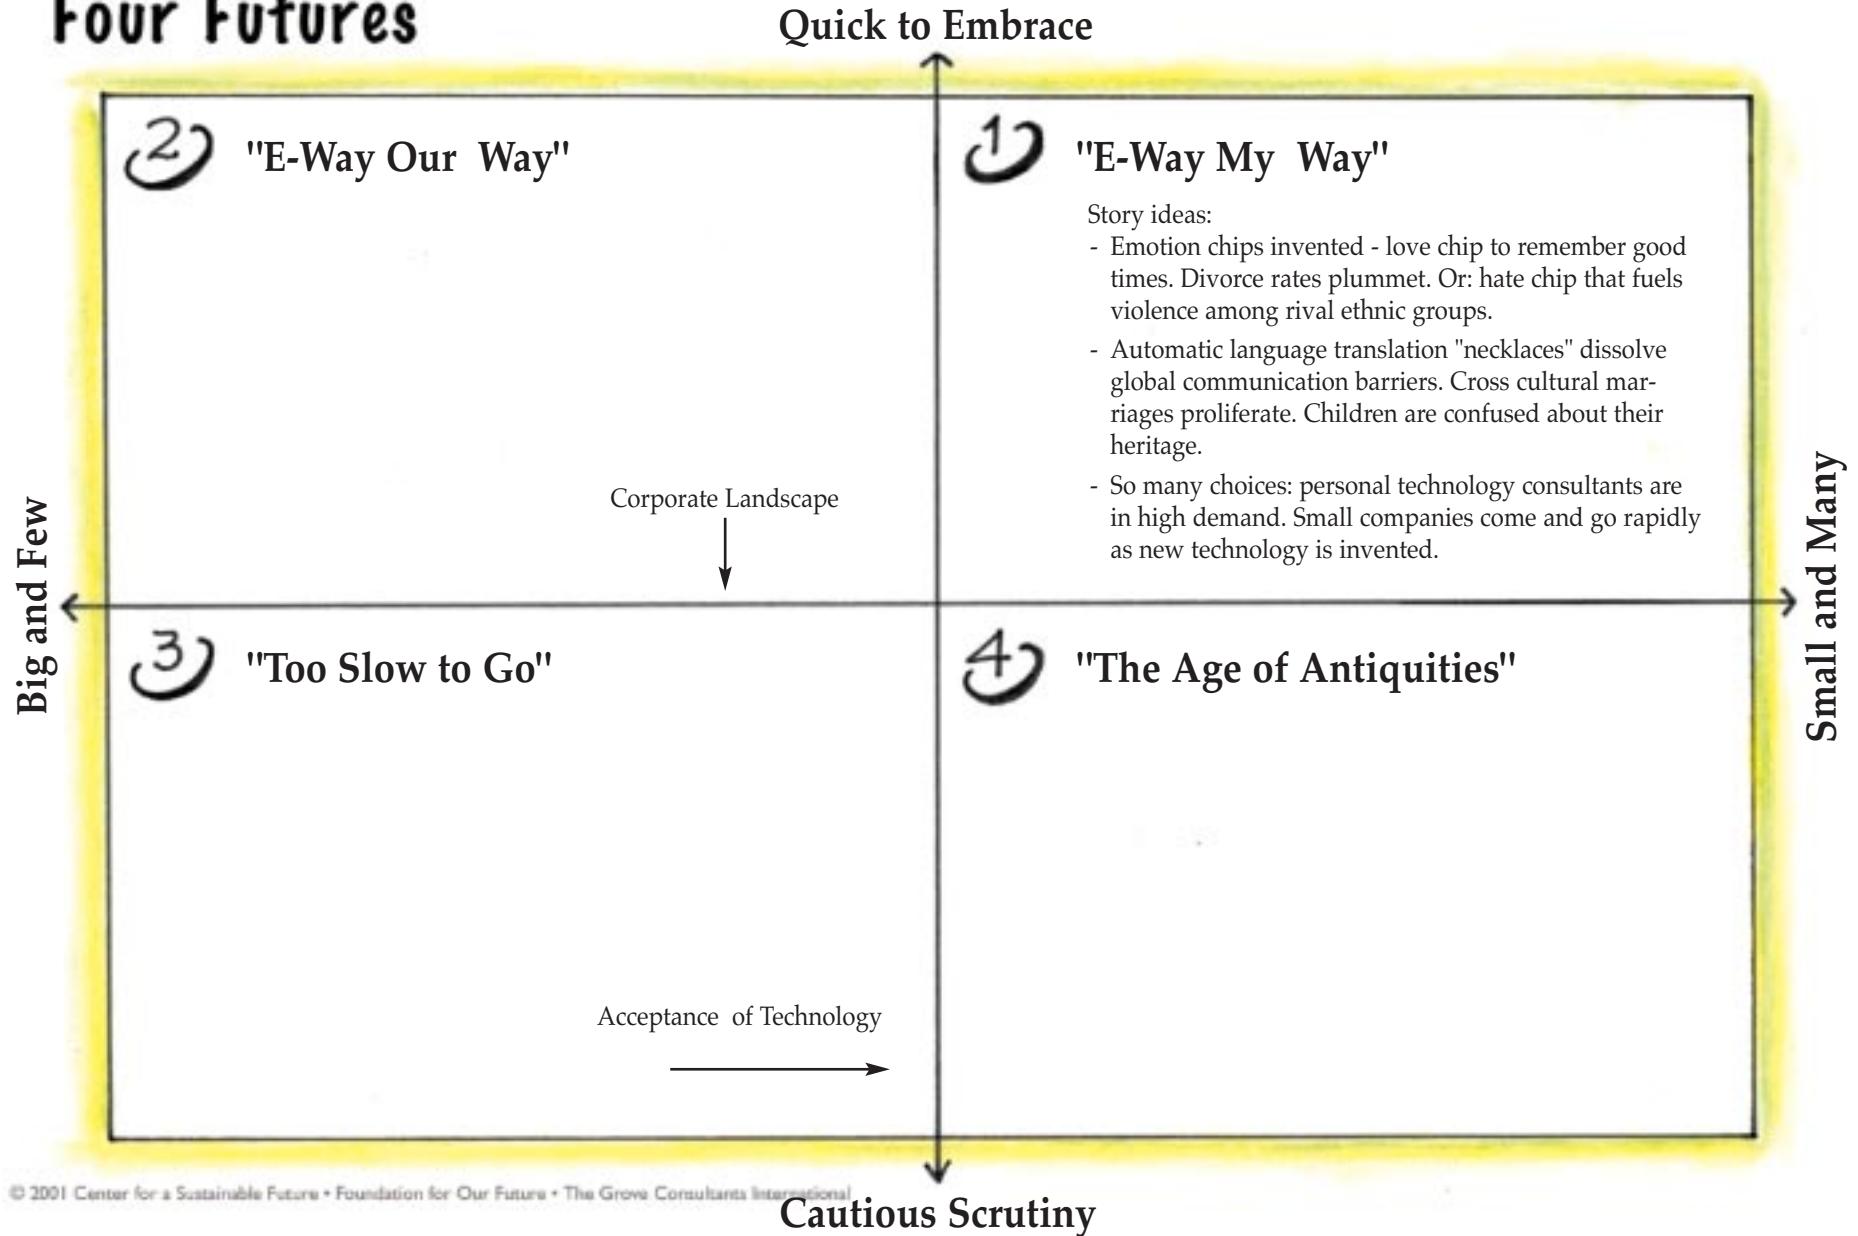 Four Futures
Quick to Embrace
2 "E-Way Our Way"
1 "E-Way My Way"
Story ideas:
- Emotion chips invented - love chip to remember good
times. Divorce rates plummet. Or: hate chip that fuels
violence among rival ethnic groups.
- Automatic language translation "necklaces" dissolve
global communication barriers. Cross cultural mar-
riages proliferate. Children are confused about their
heritage.
- So many choices: personal technology consultants are
in high demand. Small companies come and go rapidly
as new technology is invented.
Corporate Landscape
Big and Few
Small and Many
3 "Too Slow to Go"
4 "The Age of Antiquities"
Acceptance of Technology
© 2001 Center for a Sustainable Future • Foundation for Our Future • The Grove Consultants International
Cautious Scrutiny